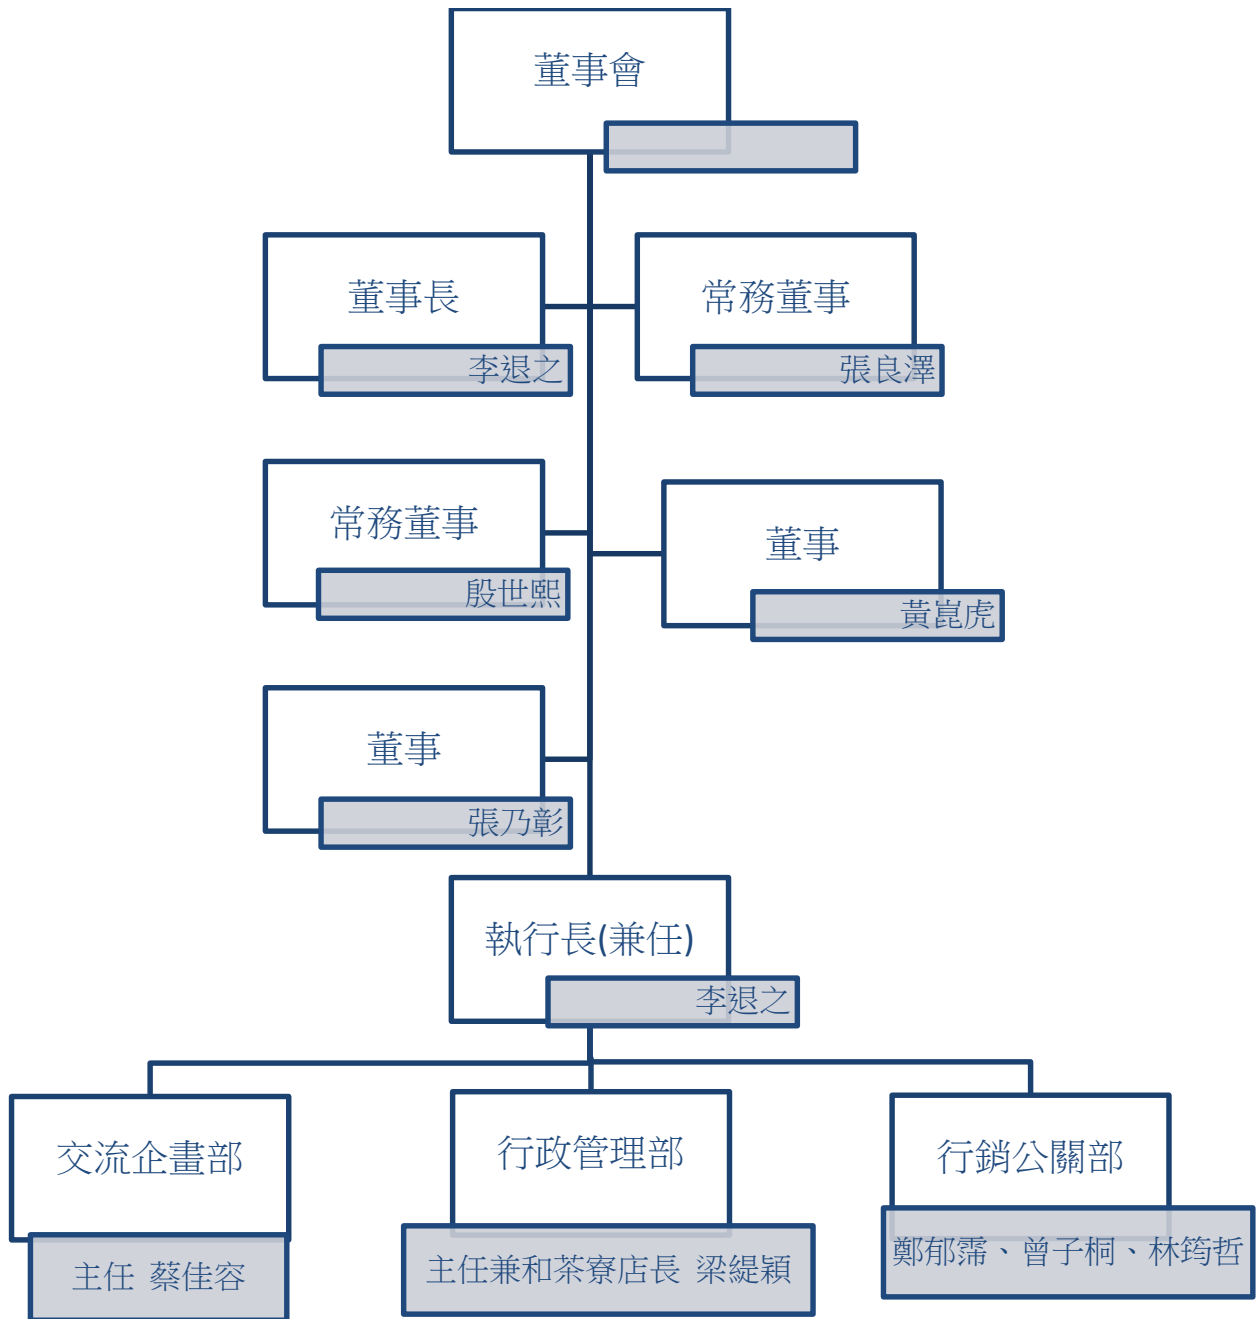 董事會
董事長
李退之
常務董事
張良澤
常務董事
殷世熙
董事
黃崑虎
董事
張乃彰
執行長(兼任)
李退之
交流企畫部
主任 蔡佳容
行政管理部
主任兼和茶寮店長 梁緹穎
行銷公關部
鄭郁霈、曾子桐、林筠哲